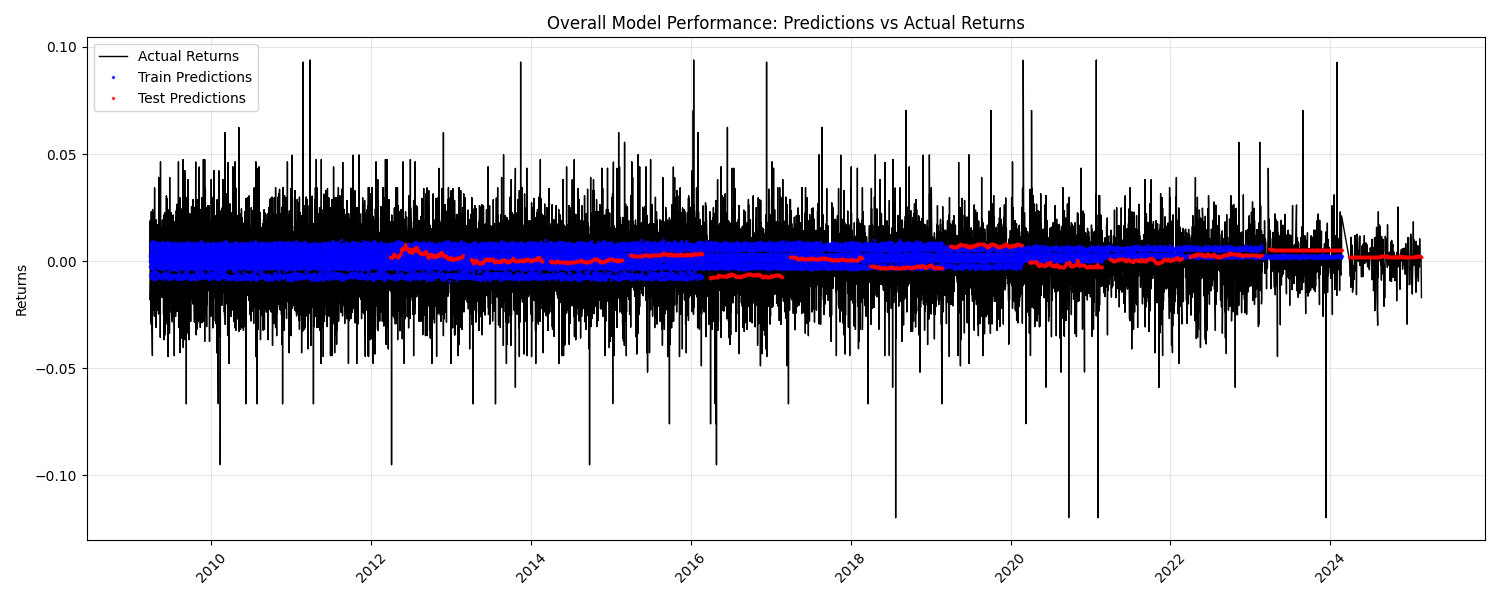 Overall Model Performance: Predictions vs Actual Returns
Actual Returns
Train Predictions
Test Predictions
Returns
0.10
0.05
0.00
−0.05
−0.10
2010
2012
2014
2016
2018
2020
2022
2024